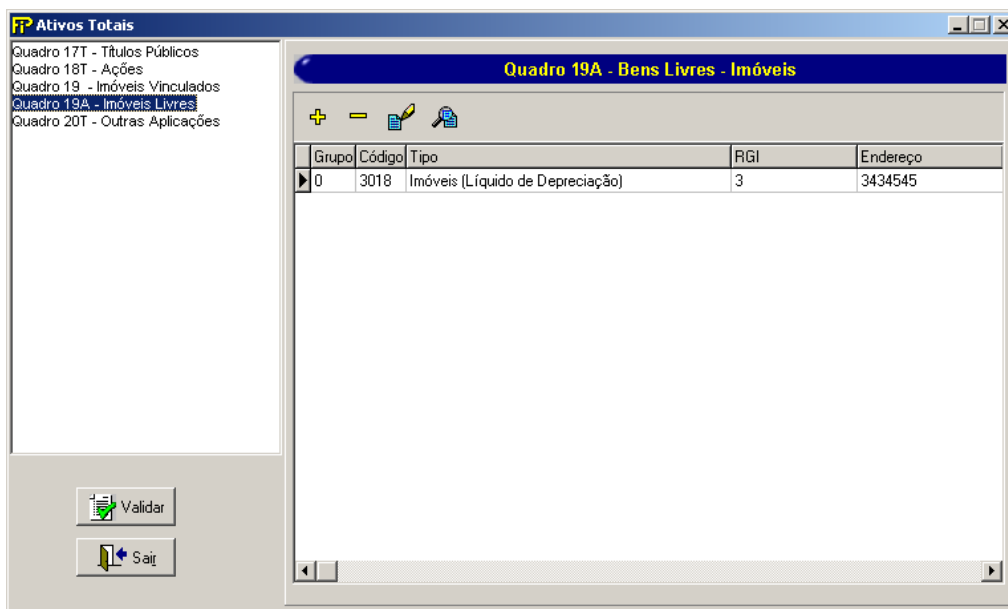 FIP Ativos Totais
Quadro 17T - Títulos Públicos
Quadro 18T - Ações
Quadro 19 - Imóveis Vinculados
Quadro 19A - Imóveis Livres
Quadro 20T - Outras Aplicações
Validar
Sair
Quadro 19A - Bens Livres - Imóveis
Grupo Código Tipo RGI Endereço
0 3018 Imóveis (Líquido de Depreciação) 3 3434545